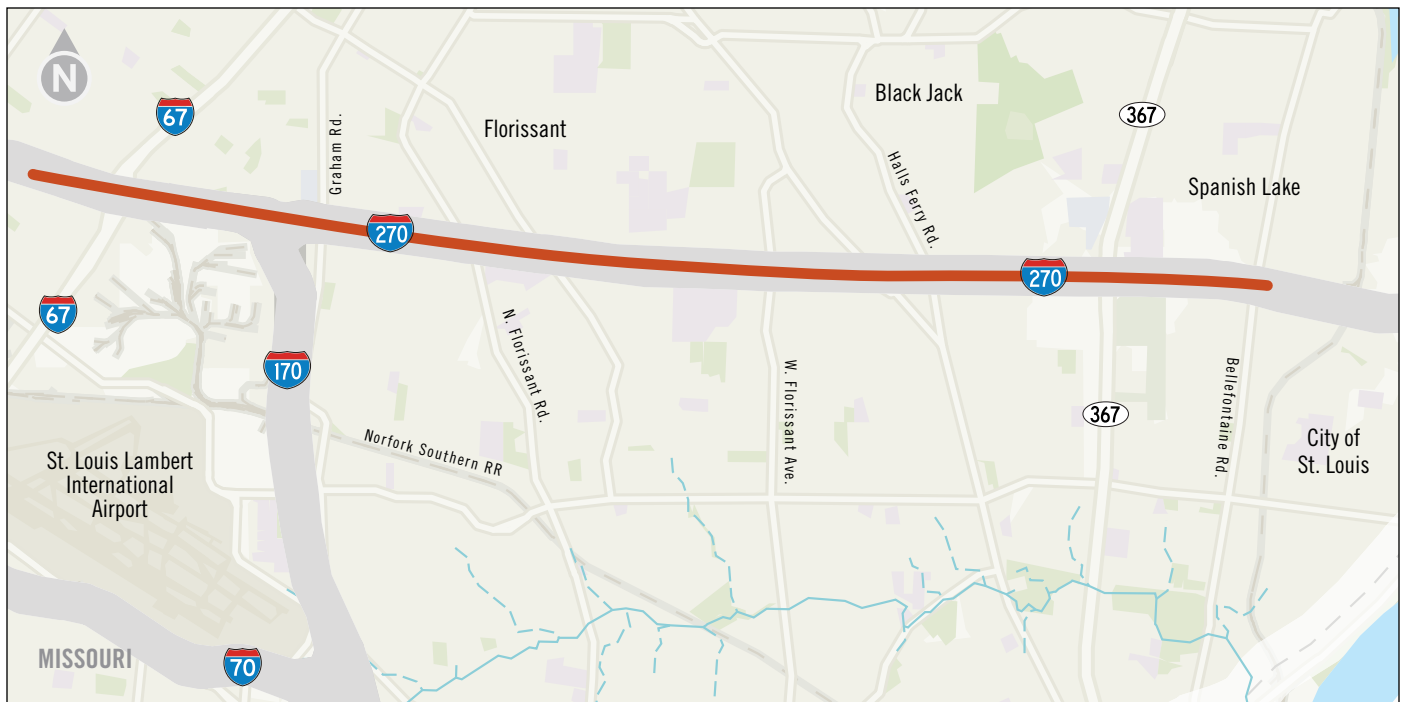 N
67
Graham Rd.
Florissant
Black Jack
367
Halls Ferry Rd.
Spanish Lake
270
270
67
N. Florissant Rd.
170
W. Florissant Ave.
Bellefontaine Rd.
367
Norfork Southern RR
City of
St. Louis
St. Louis Lambert
International
Airport
MISSOURI
70